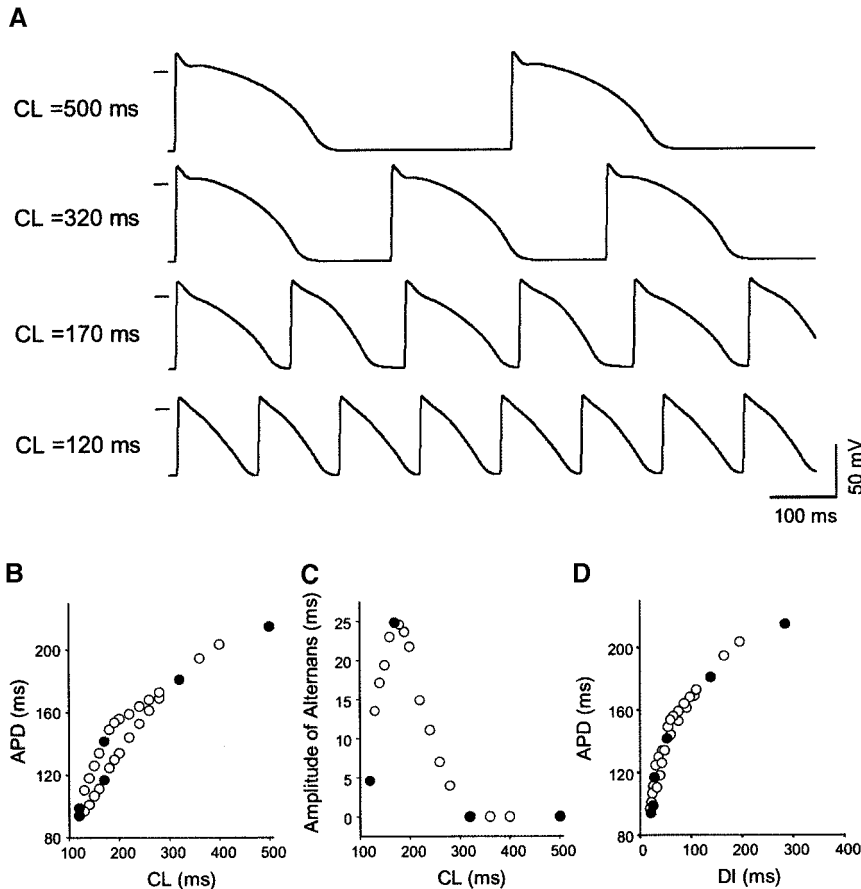 A
CL =500 ms
CL =320 ms
CL =170 ms
CL =120 ms
50 mV
100 ms
B
APD (ms)
200
160
120
80
100 200 300 400 500
CL (ms)
C
Amplitude of Alternans (ms)
25
20
15
10
5
0
100 200 300 400 500
CL (ms)
D
APD (ms)
200
160
120
80
0 100 200 300 400
DI (ms)